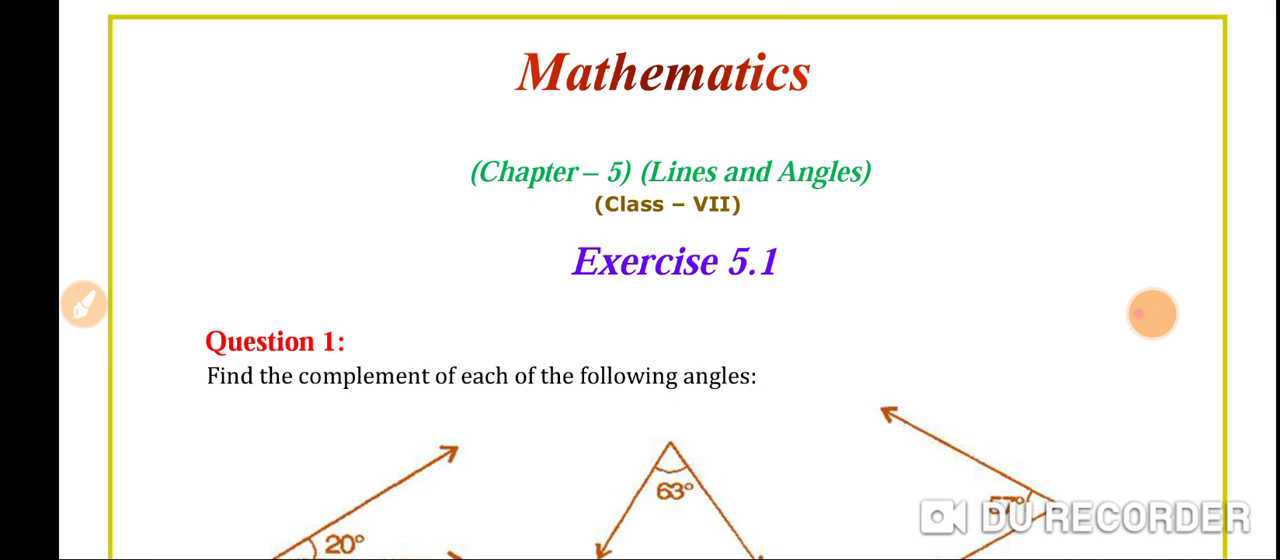 Mathematics
(Chapter – 5) (Lines and Angles)
(Class – VII)
Exercise 5.1
Question 1:
Find the complement of each of the following angles:
63°
57°
20°
DU RECORDER